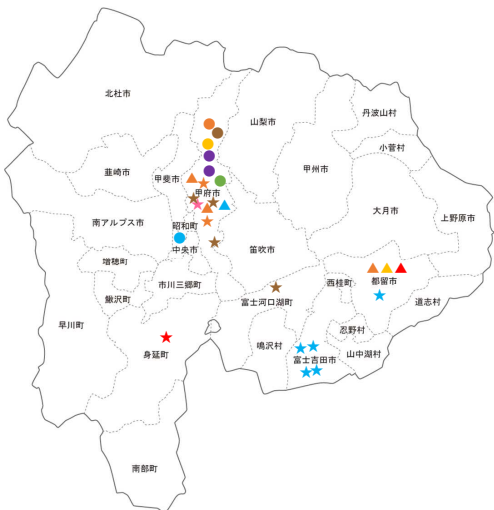 北杜市
山梨市
丹波山村
小菅村
韮崎市
甲斐市
甲州市
甲府市
大月市
上野原市
南アルプス市
昭和町
中央市
笛吹市
増穂町
市川三郷町
西桂町
都留市
鰍沢町
富士河口湖町
道志村
早川町
忍野村
鳴沢村
山中湖村
身延町
富士吉田市
南部町